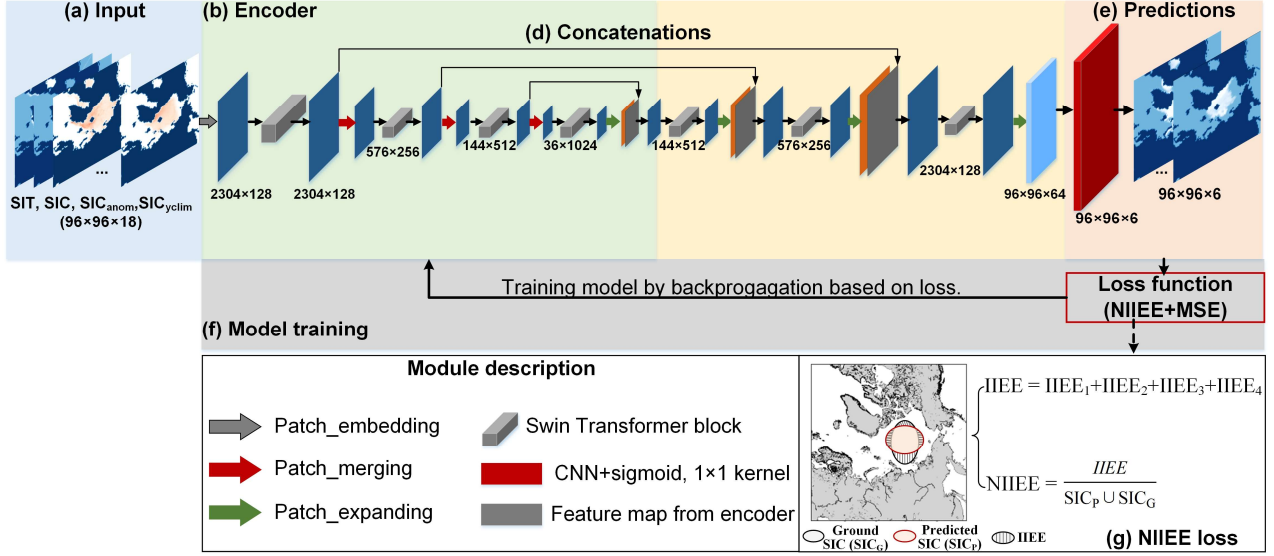 (a) Input
(b) Encoder
(d) Concatenations
(e) Predictions
...
SIT, SIC, SICanom,SICyclim
(96×96×18)
2304×128
2304×128
576×256
144×512
36×1024
144×512
576×256
2304×128
96×96×64
96×96×6
...
96×96×6
Training model by backprogagation based on loss.
Loss function
(NIIEE+MSE)
(f) Model training
Module description
Patch_embedding
Swin Transformer block
Patch_merging
CNN+sigmoid, 1×1 kernel
Patch_expanding
Feature map from encoder
IIEE = IIEE1+IIEE2+IIEE3+IIEE4
NIIEE = IIEE
SICP ∪ SICG
Ground
SIC (SICG)
Predicted
SIC (SICP)
IIEE
(g) NIIEE loss